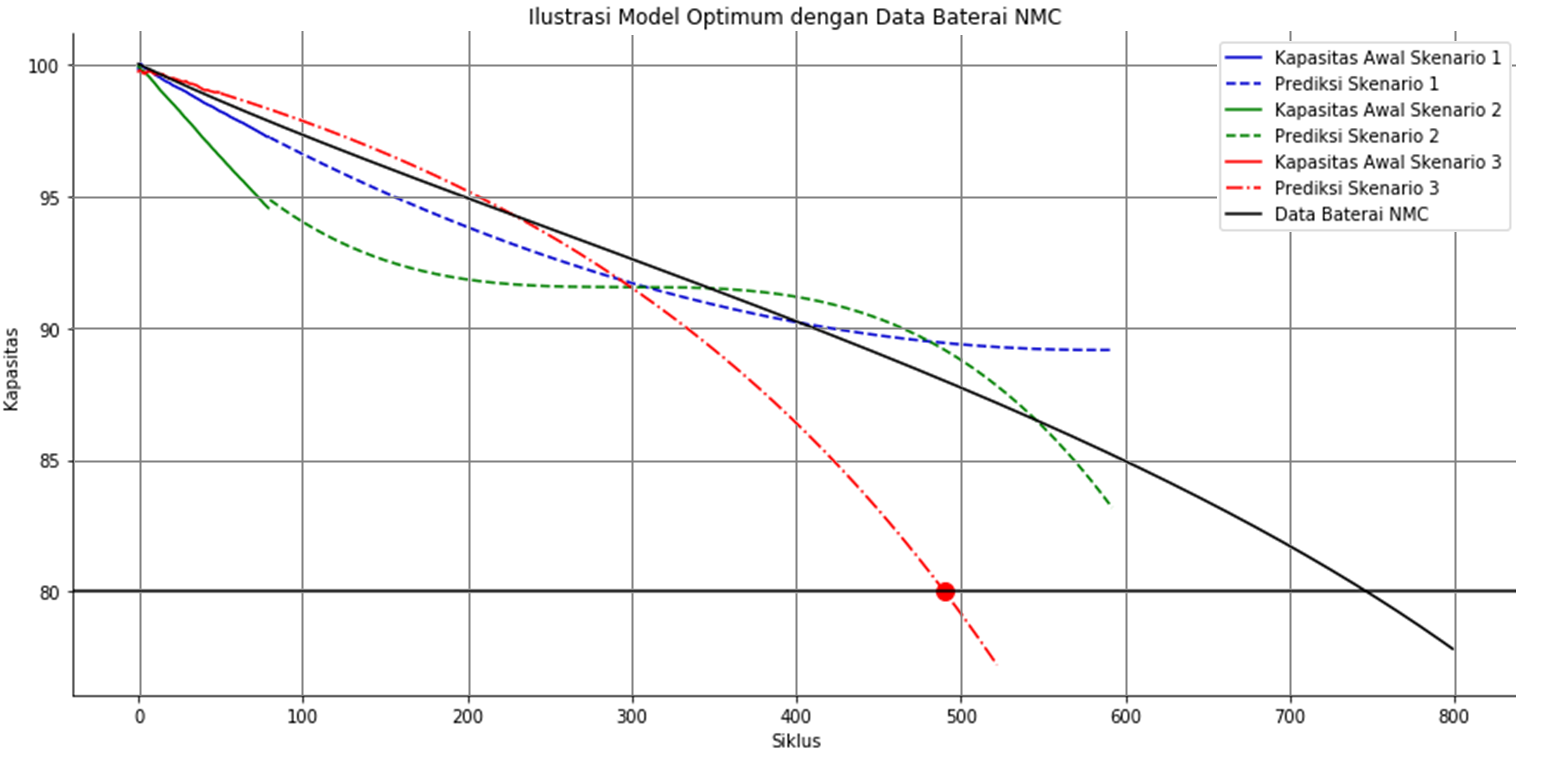 Ilustrasi Model Optimum dengan Data Baterai NMC
Kapasitas Awal Skenario 1
Prediksi Skenario 1
Kapasitas Awal Skenario 2
Prediksi Skenario 2
Kapasitas Awal Skenario 3
Prediksi Skenario 3
Data Baterai NMC
Kapasitas
100
95
90
85
80
0 100 200 300 400 500 600 700 800
Siklus